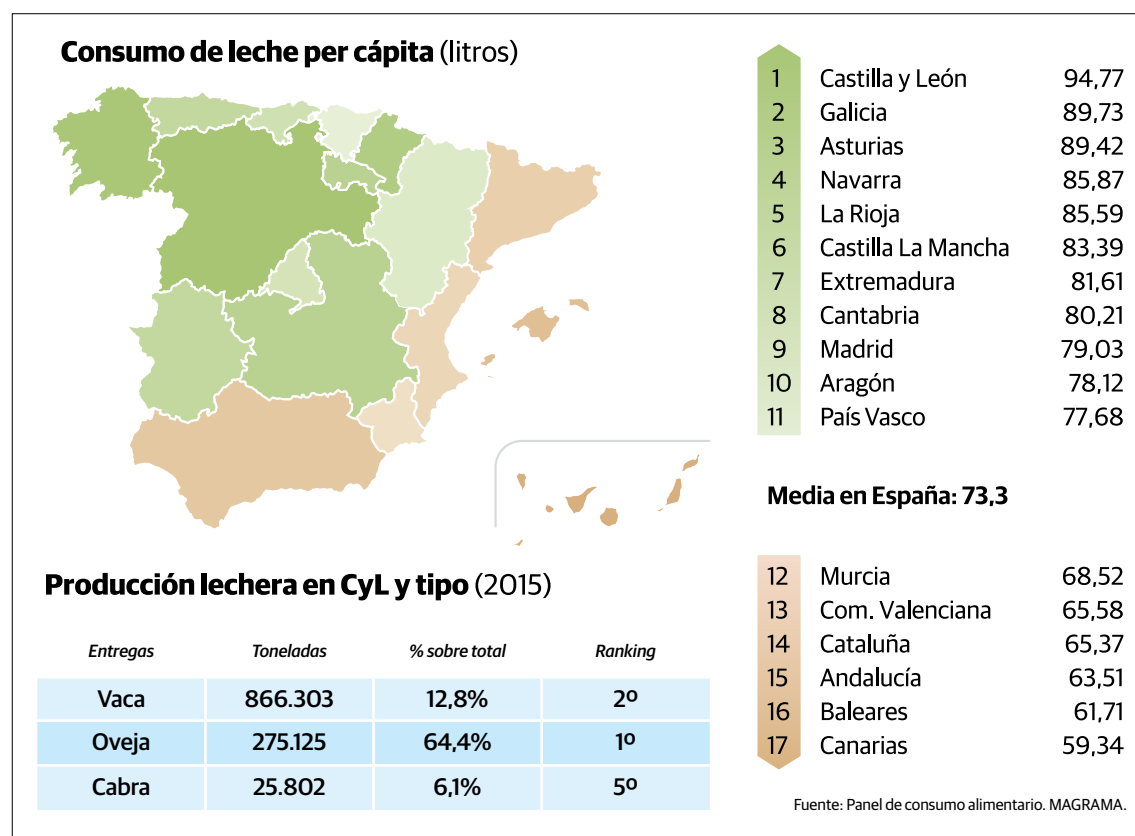 Consumo de leche per cápita (litros)
1 Castilla y León 94,77
2 Galicia 89,73
3 Asturias 89,42
4 Navarra 85,87
5 La Rioja 85,59
6 Castilla La Mancha 83,39
7 Extremadura 81,61
8 Cantabria 80,21
9 Madrid 79,03
10 Aragón 78,12
11 País Vasco 77,68
Media en España: 73,3
12 Murcia 68,52
13 Com. Valenciana 65,58
14 Cataluña 65,37
15 Andalucía 63,51
16 Baleares 61,71
17 Canarias 59,34
Producción lechera en CyL y tipo (2015)
Entregas Toneladas % sobre total Ranking
Vaca 866.303 12,8% 2º
Oveja 275.125 64,4% 1º
Cabra 25.802 6,1% 5º
Fuente: Panel de consumo alimentario. MAGRAMA.